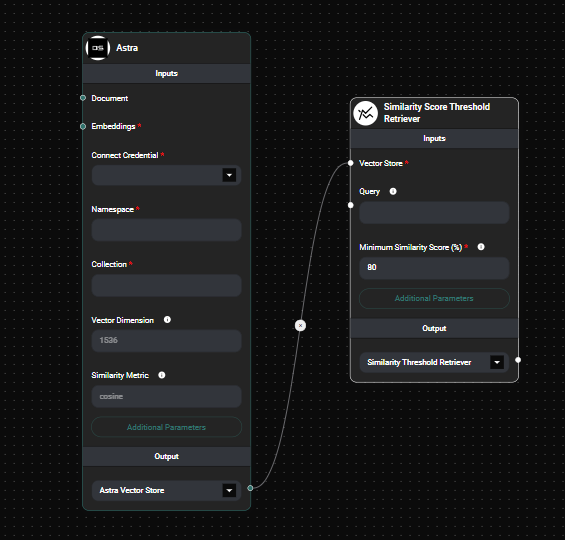 DS
Astra
Inputs
Document
Embeddings *
Connect Credential *
Namespace *
Collection *
Vector Dimension
1536
Similarity Metric
cosine
Additional Parameters
Output
Astra Vector Store
Similarity Score Threshold
Retriever
Inputs
Vector Store *
Query
Minimum Similarity Score (%) *
80
Additional Parameters
Output
Similarity Threshold Retriever